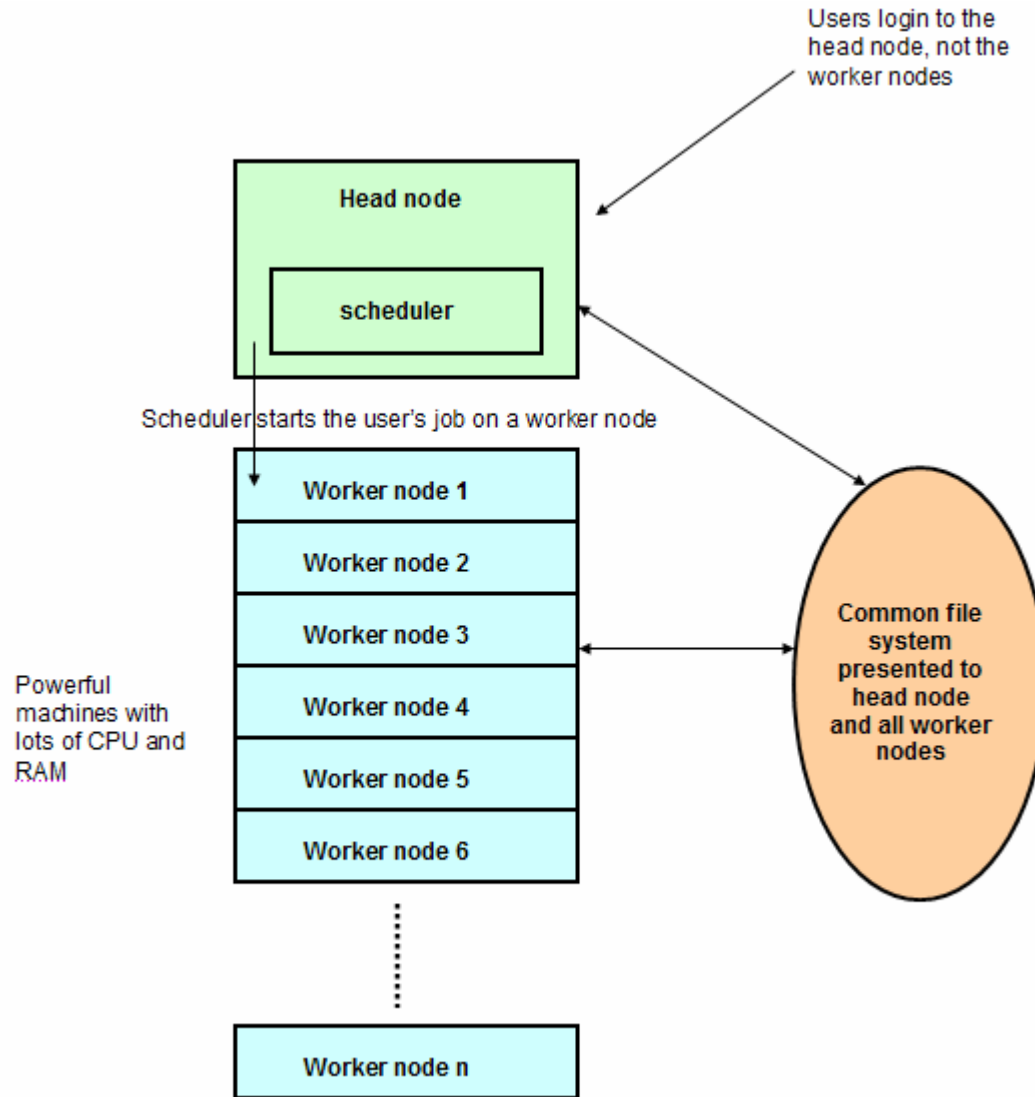 Users login to the
head node, not the
worker nodes
Head node
scheduler
Scheduler starts the user's job on a worker node
Worker node 1
Worker node 2
Worker node 3
Worker node 4
Worker node 5
Worker node 6
Powerful
machines with
lots of CPU and
RAM
Common file
system
presented to
head node
and all worker
nodes
Worker node n